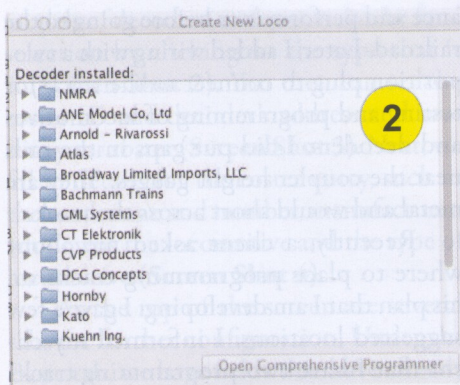 Create New Loco
Decoder installed:
NMRA
ANE Model Co Ltd
Arnold - Rivarossi
Atlas
Broadway Limited Imports, LLC
Bachmann Trains
CML Systems
CT Elektronik
CVP Products
DCC Concepts
Hornby
Kato
Kuehn Ing.
Open Comprehensive Programmer
2